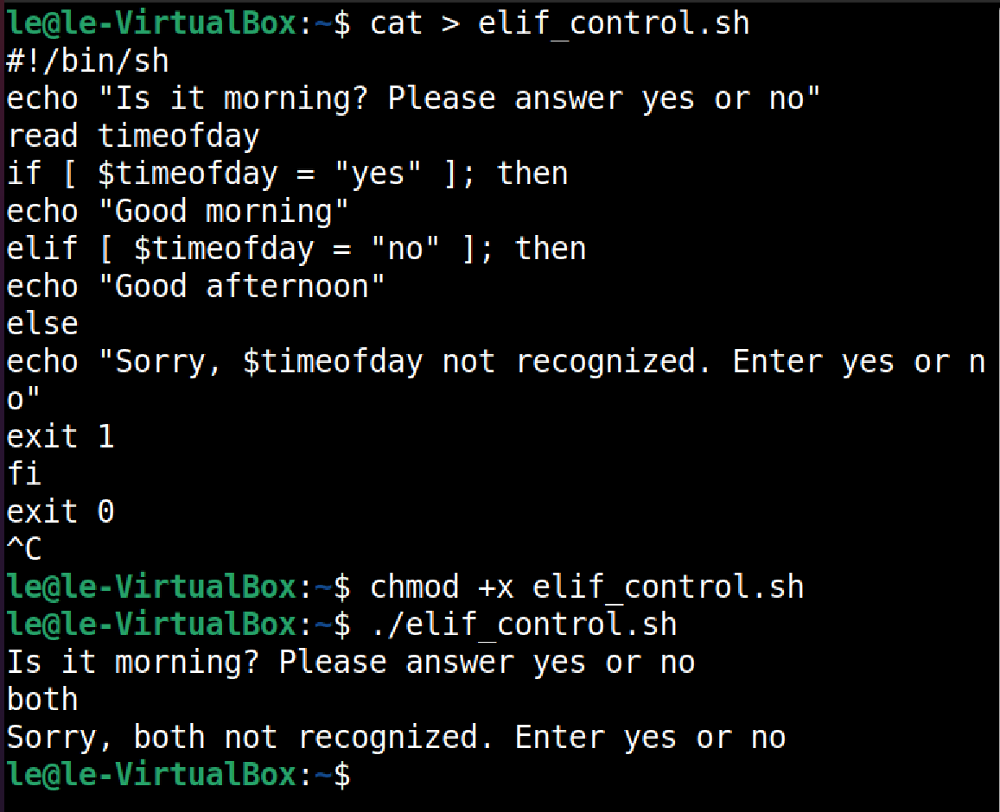 le@le-VirtualBox:~$ cat > elif_control.sh
#!/bin/sh
echo "Is it morning? Please answer yes or no"
read timeofday
if [ $timeofday = "yes" ]; then
echo "Good morning"
elif [ $timeofday = "no" ]; then
echo "Good afternoon"
else
echo "Sorry, $timeofday not recognized. Enter yes or n
o"
exit 1
fi
exit 0
^C
le@le-VirtualBox:~$ chmod +x elif_control.sh
le@le-VirtualBox:~$ ./elif_control.sh
Is it morning? Please answer yes or no
both
Sorry, both not recognized. Enter yes or no
le@le-VirtualBox:~$